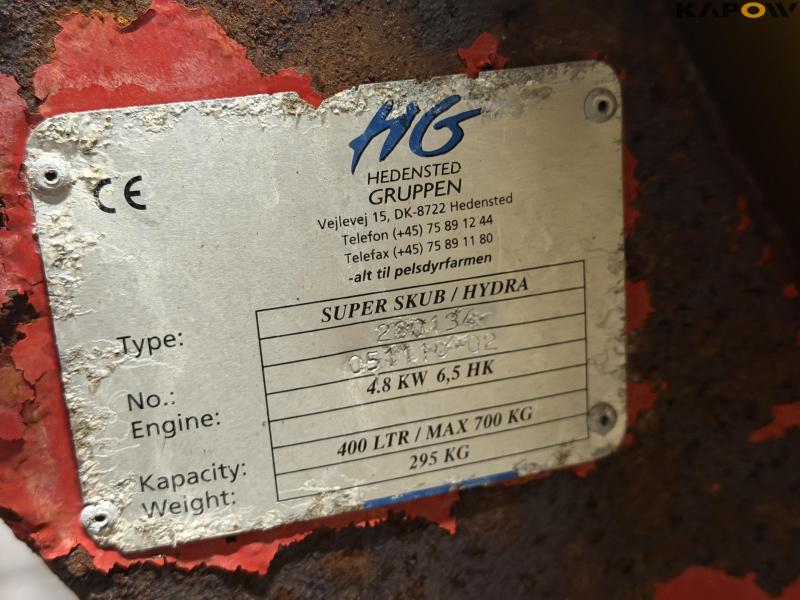 KAPOW
HG
HEDENSTED
GRUPPEN
CE
Vejlevej 15, DK-8722 Hedensted
Telefon (+45) 75 89 12 44
Telefax (+45) 75 89 11 80
-alt til pelsdyrfarmen
SUPER SKUB / HYDRA
Type:
No.:
Engine: 4.8 KW 6,5 HK
Kapacity: 400 LTR / MAX 700 KG
Weight: 295 KG